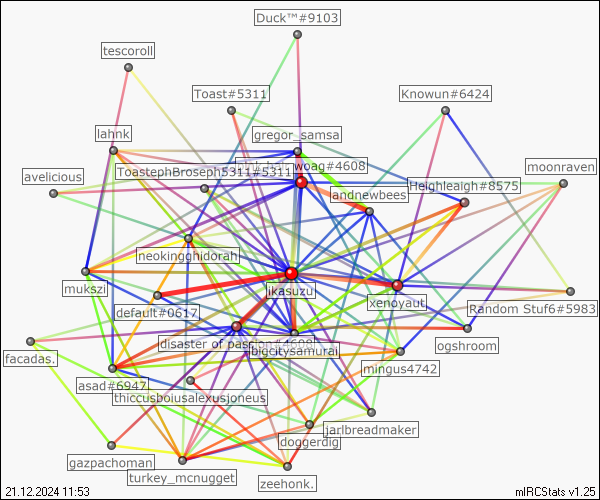 Duck™#9103
tescoroll
Toast#5311
Knowun#6424
lahnk
gregor_samsa
woag#4608
moonraven
avelicious
ToastephBroseph5311#5311
landnewbees
Heighleaigh#8575
neokingghidorah
mukszi
jkasuzu
default#0617
xenoyaut
Random Stuf6#5983
disaster of passion#4608
bigcitysamurai
ogshroom
facadas.
mingus4742
asad#6947
thiccusboiusalexusjoneus
jarlbreadmaker
doggerdig
gazpachoman
turkey_mcnugget
zeehonk.
21.12.2024 11:53
mIRCStats v1.25